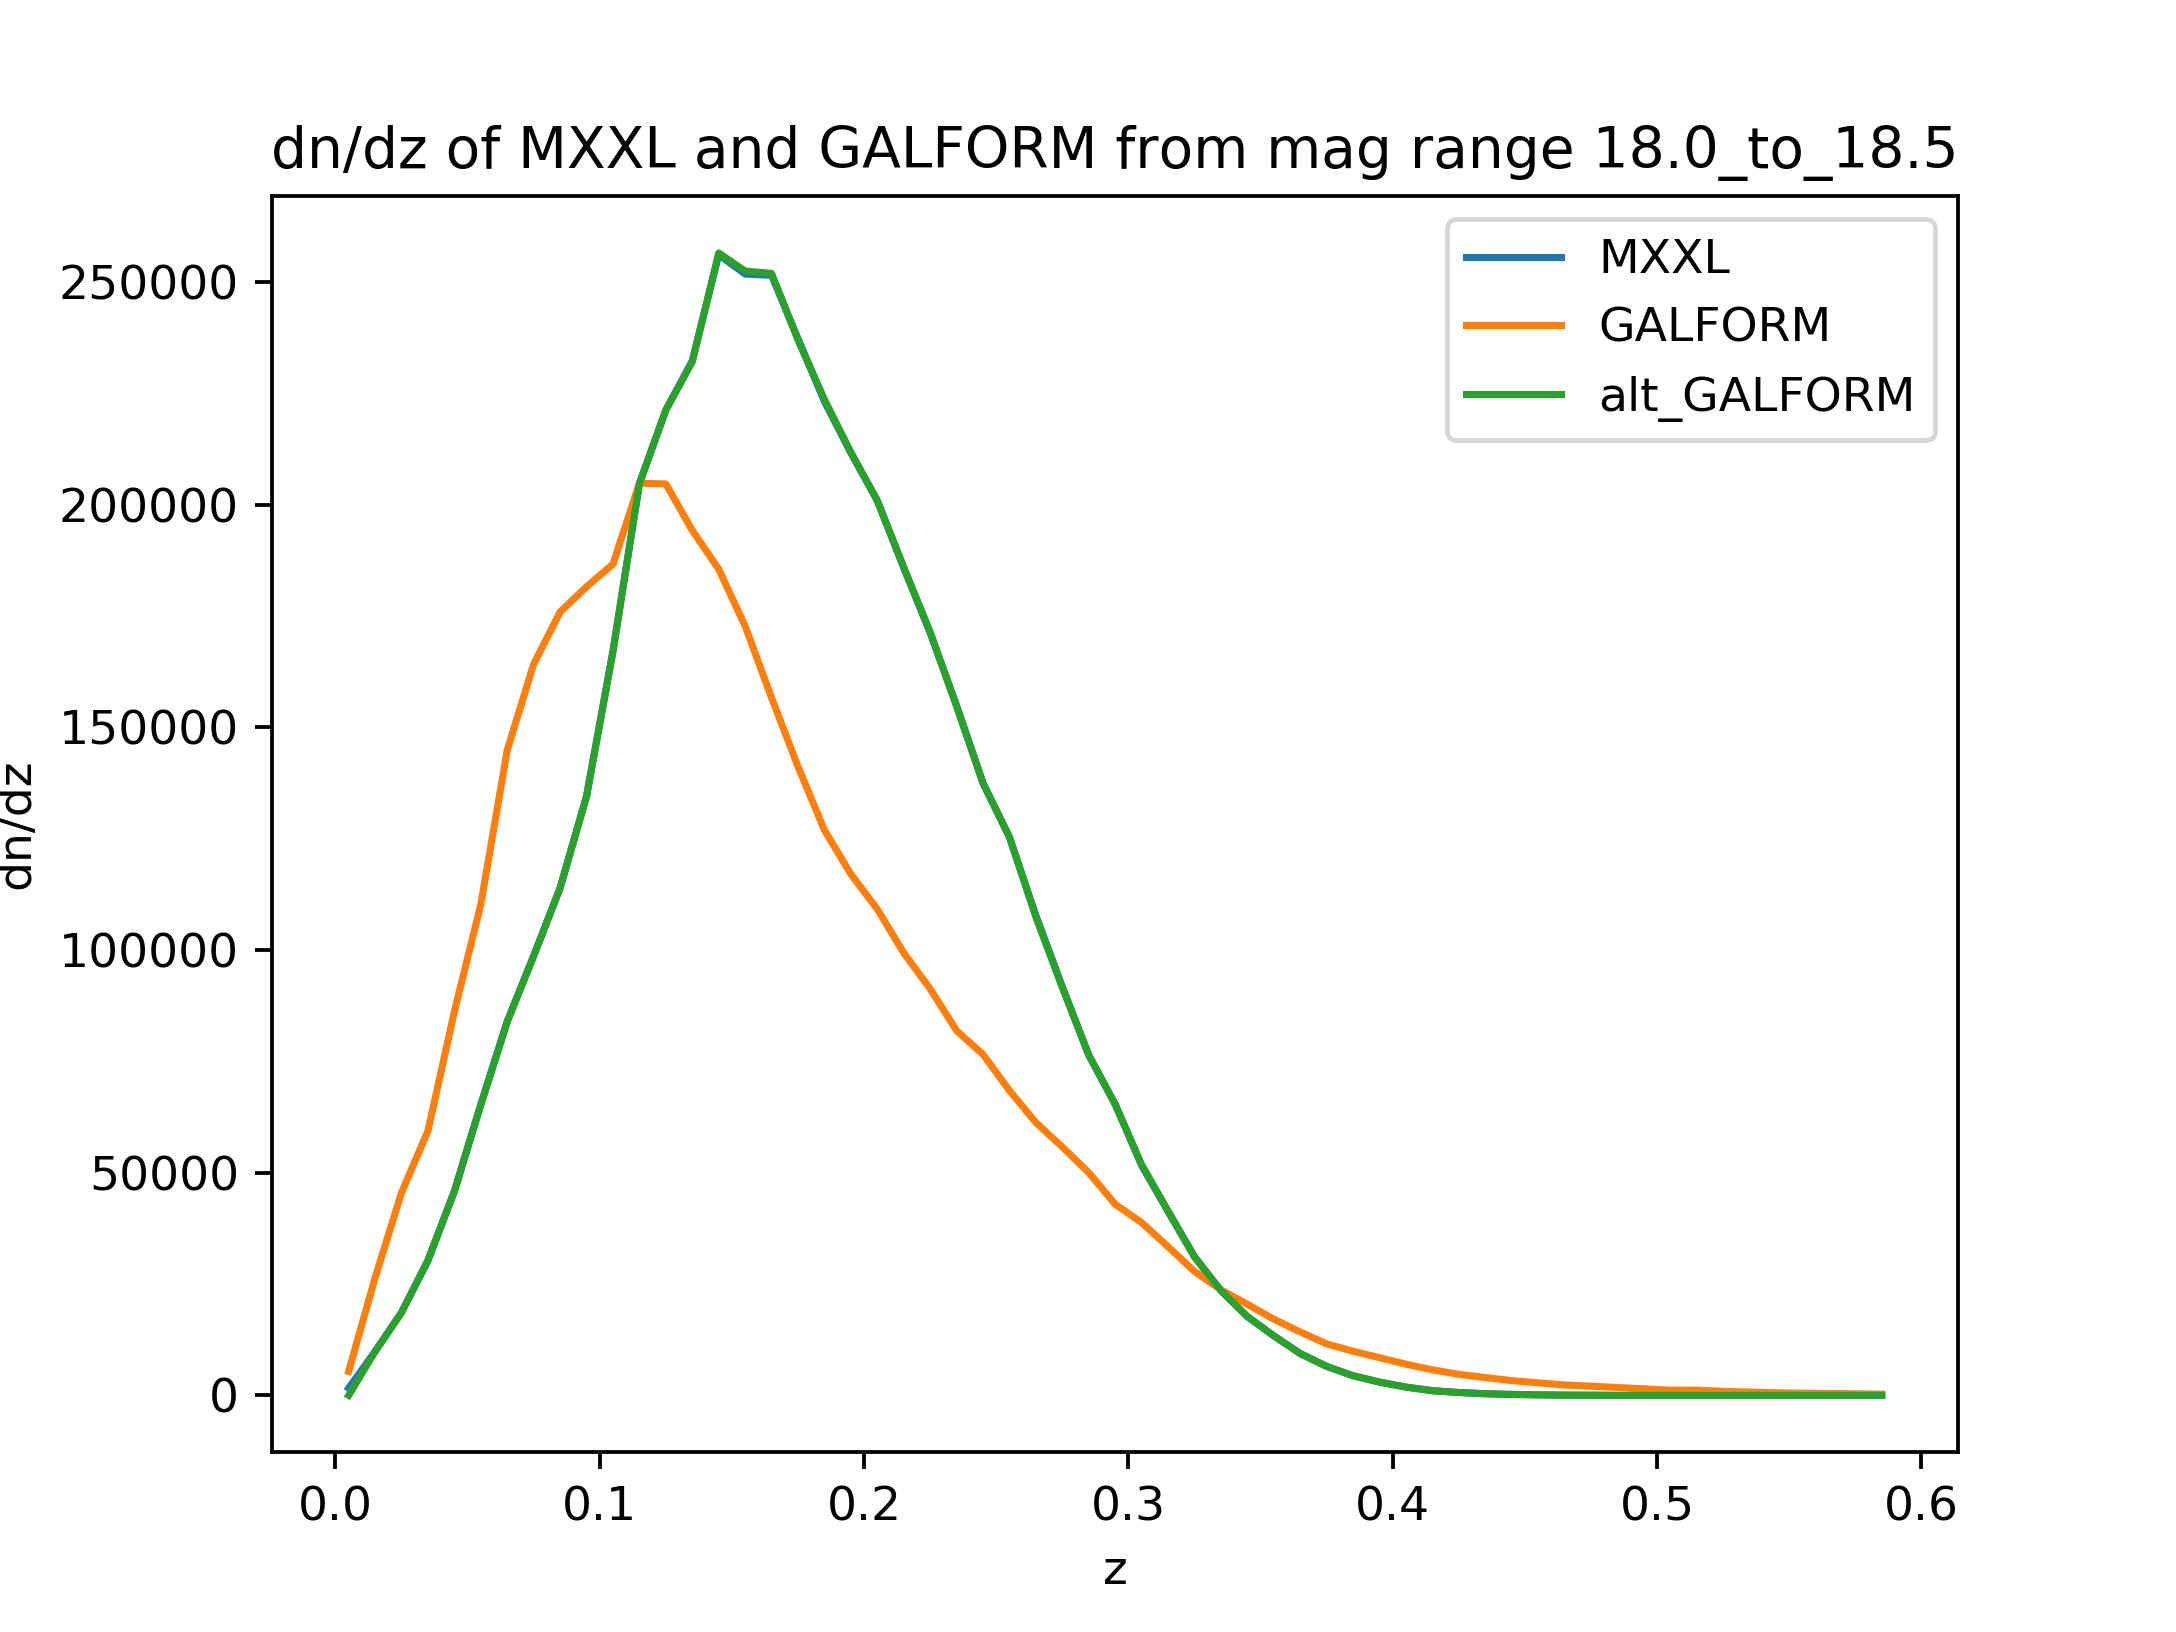 dn/dz of MXXL and GALFORM from mag range 18.0_to_18.5
MXXL
GALFORM
alt_GALFORM
250000
200000
150000
100000
50000
0
dn/dz
0.0 0.1 0.2 0.3 0.4 0.5 0.6
z